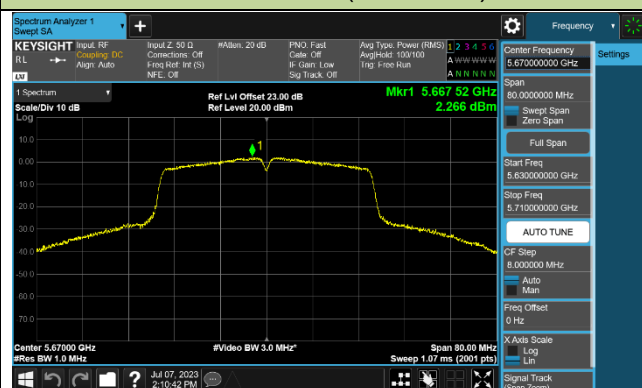 Spectrum Analyzer 1
Swept SA
Frequency
KEYSIGHT
RL
Input: RF
Coupling: DC
Align: Auto
Input Z: 50 Ω
Corrections: Off
Freq Ref: Int (S)
NFE: Off
#Atten: 20 dB
PNO: Fast
Gate: Off
IF Gain: Low
Sig Track: Off
Avg Type: Power (RMS)
Avg|Hold: 100/100
Trig: Free Run
1 2 3 4 5 6
A W W W W W
A N N N N N
LXI
1 Spectrum
Scale/Div 10 dB
Log
Ref Lvl Offset 23.00 dB
Ref Level 20.00 dBm
Mkr1 5.667 52 GHz
2.266 dBm
1
10.0
0.00
-10.0
-20.0
-30.0
-40.0
-50.0
-60.0
-70.0
Center 5.67000 GHz
#Res BW 1.0 MHz
#Video BW 3.0 MHz*
Span 80.00 MHz
Sweep 1.07 ms (2001 pts)
Jul 07, 2023
2:10:42 PM
Center Frequency
5.670000000 GHz
Settings
Span
80.0000000 MHz
Swept Span
Zero Span
Full Span
Start Freq
5.630000000 GHz
Stop Freq
5.710000000 GHz
AUTO TUNE
CF Step
8.000000 MHz
Auto
Man
Freq Offset
0 Hz
X Axis Scale
Log
Lin
Signal Track
(Span Zoom)